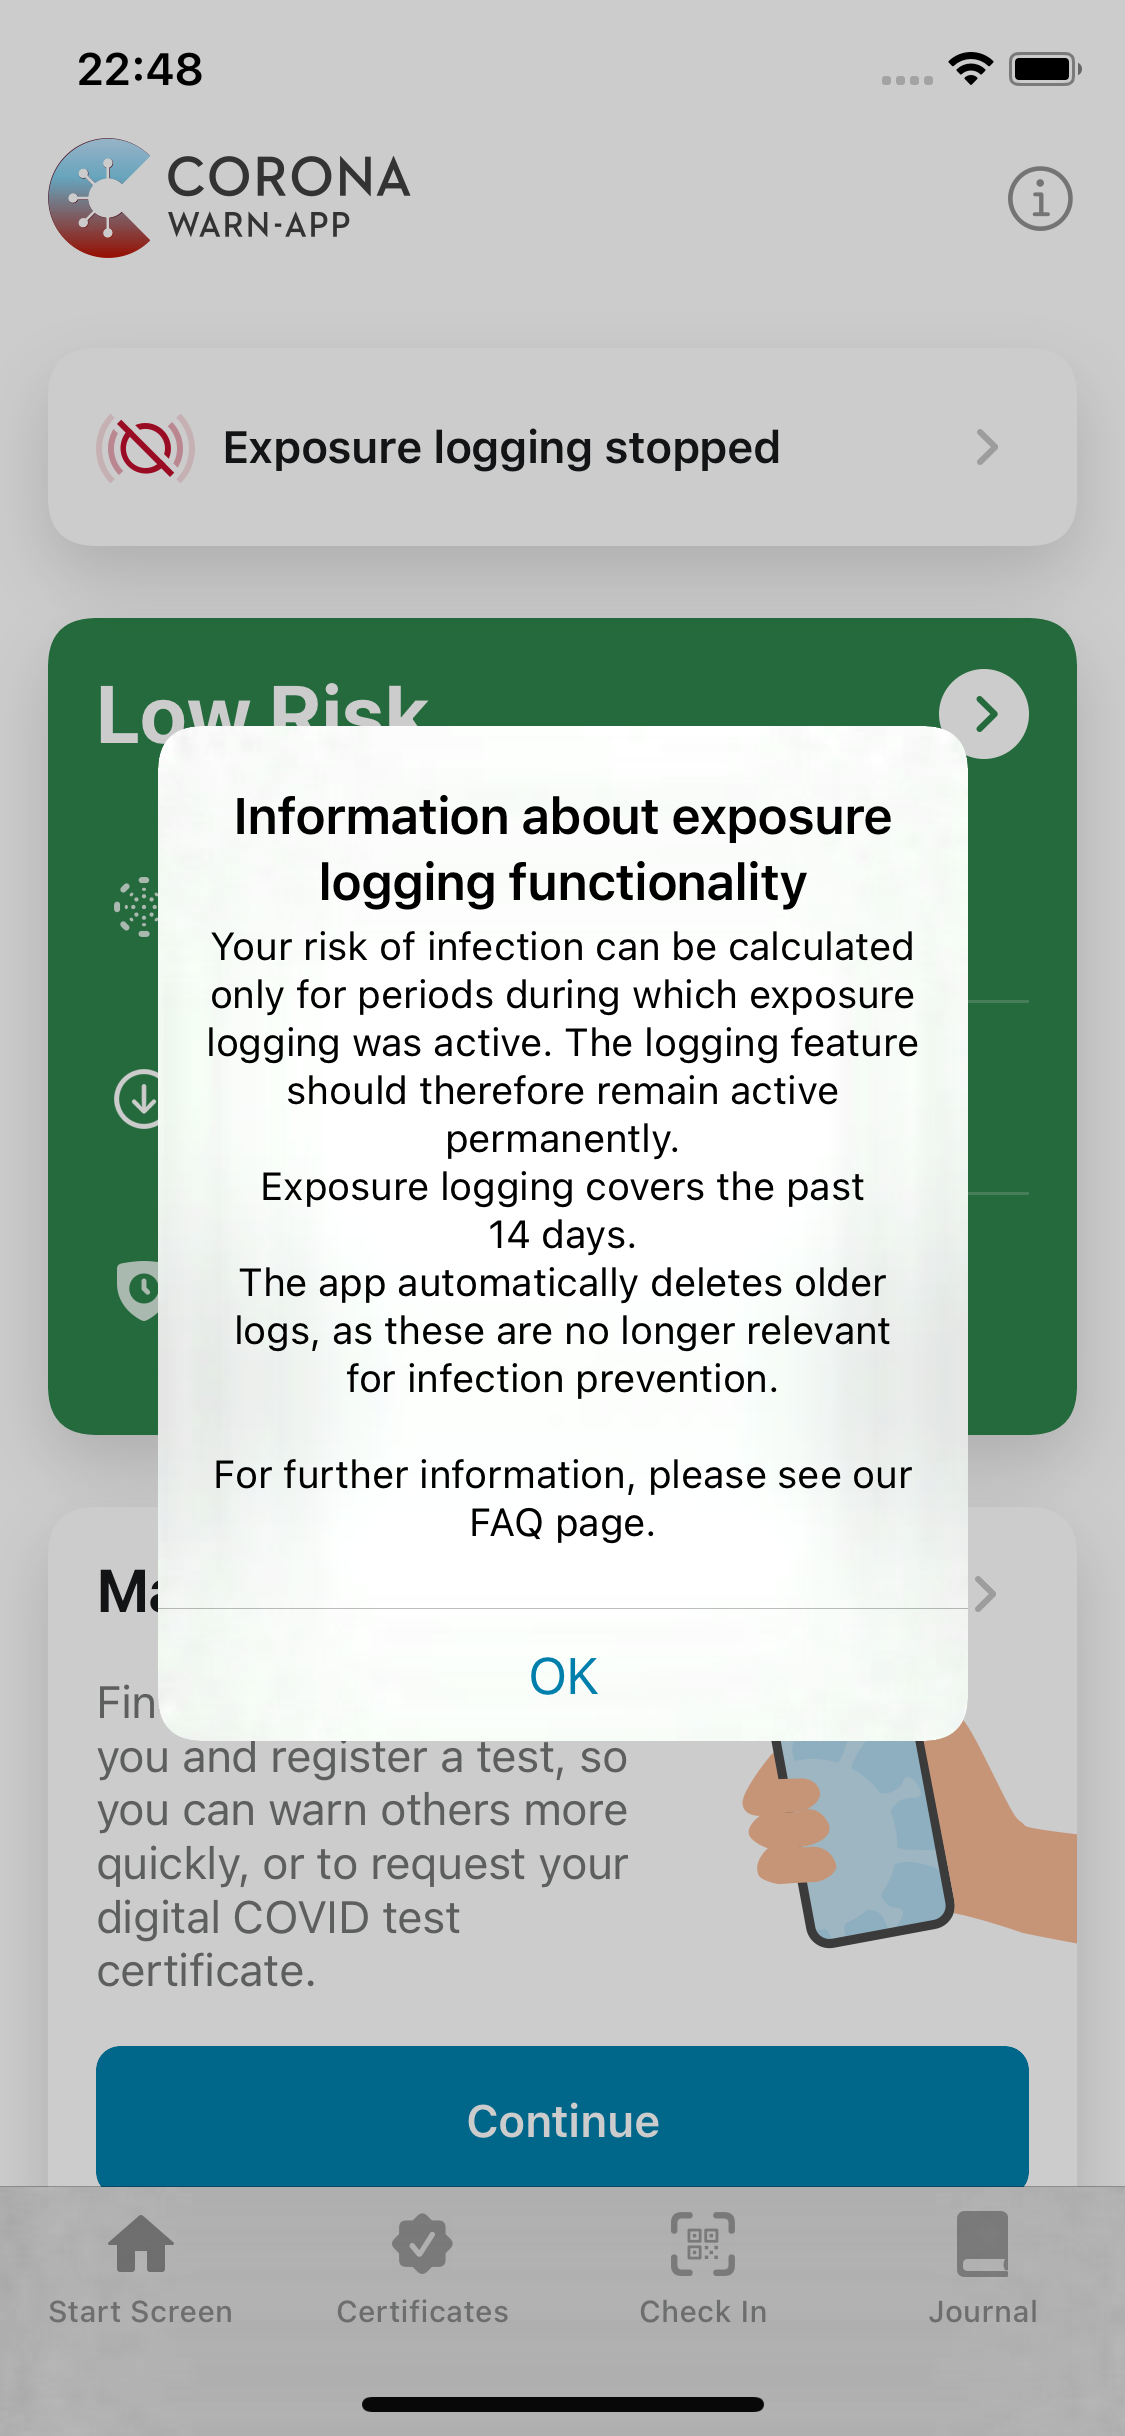 22:48
CORONA
WARN-APP
Exposure logging stopped
Low Risk
Information about exposure
logging functionality
Your risk of infection can be calculated
only for periods during which exposure
logging was active. The logging feature
should therefore remain active
permanently.
Exposure logging covers the past
14 days.
The app automatically deletes older
logs, as these are no longer relevant
for infection prevention.
For further information, please see our
FAQ page.
OK
you and register a test, so
you can warn others more
quickly, or to request your
digital COVID test
certificate.
Continue
Start Screen
Certificates
Check In
Journal